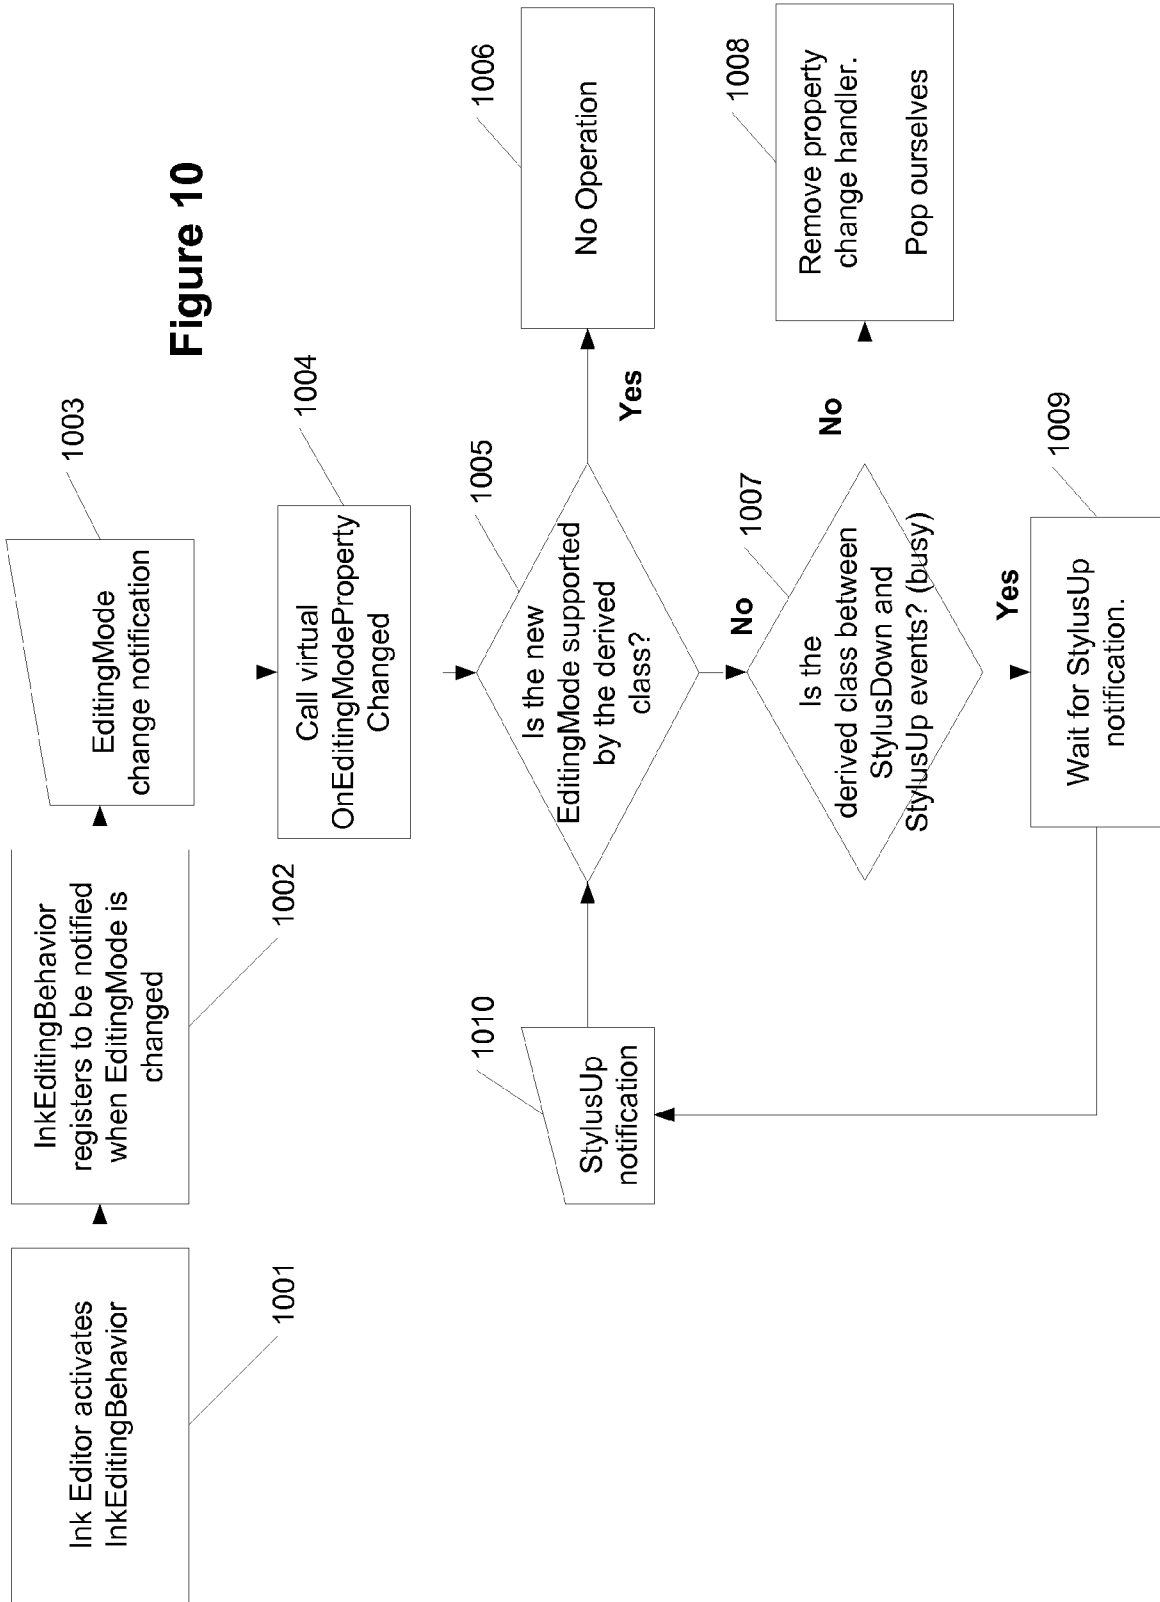 Figure 10
Ink Editor activates
InkEditingBehavior
1001
InkEditingBehavior
registers to be notified
when EditingMode is
changed
1002
EditingMode
change notification
1003
Call virtual
OnEditingModeProperty
Changed
1004
Is the new
EditingMode supported
by the derived
class?
1005
Yes
No Operation
1006
No
Is the
derived class between
StylusDown and
StylusUp events? (busy)
1007
No
Remove property
change handler.
Pop ourselves
1008
Yes
Wait for StylusUp
notification.
1009
StylusUp
notification
1010